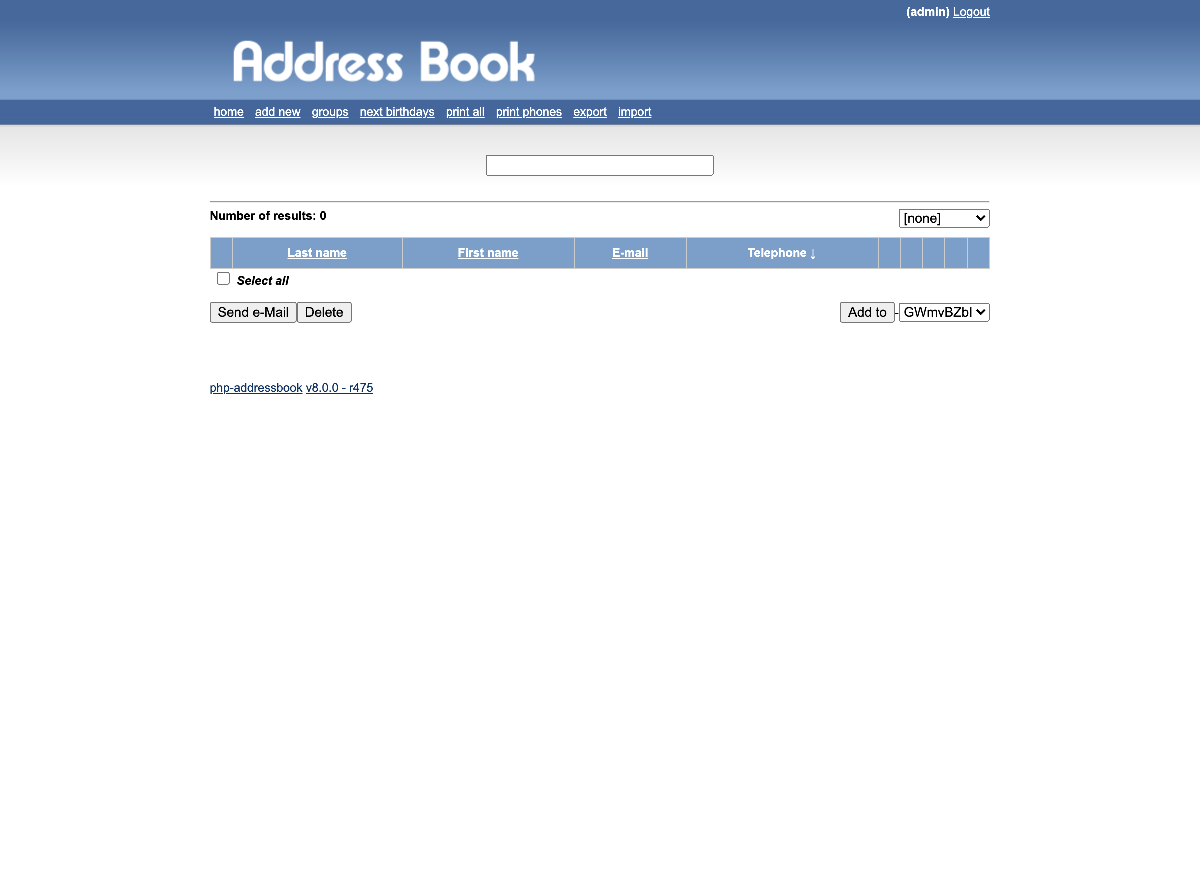 (admin) Logout
Address Book
home add new groups next birthdays print all print phones export import
Number of results: 0
[none]
Last name First name E-mail Telephone ↓
Select all
Send e-Mail Delete Add to - GWmvBZbI
php-addressbook v8.0.0 - r475